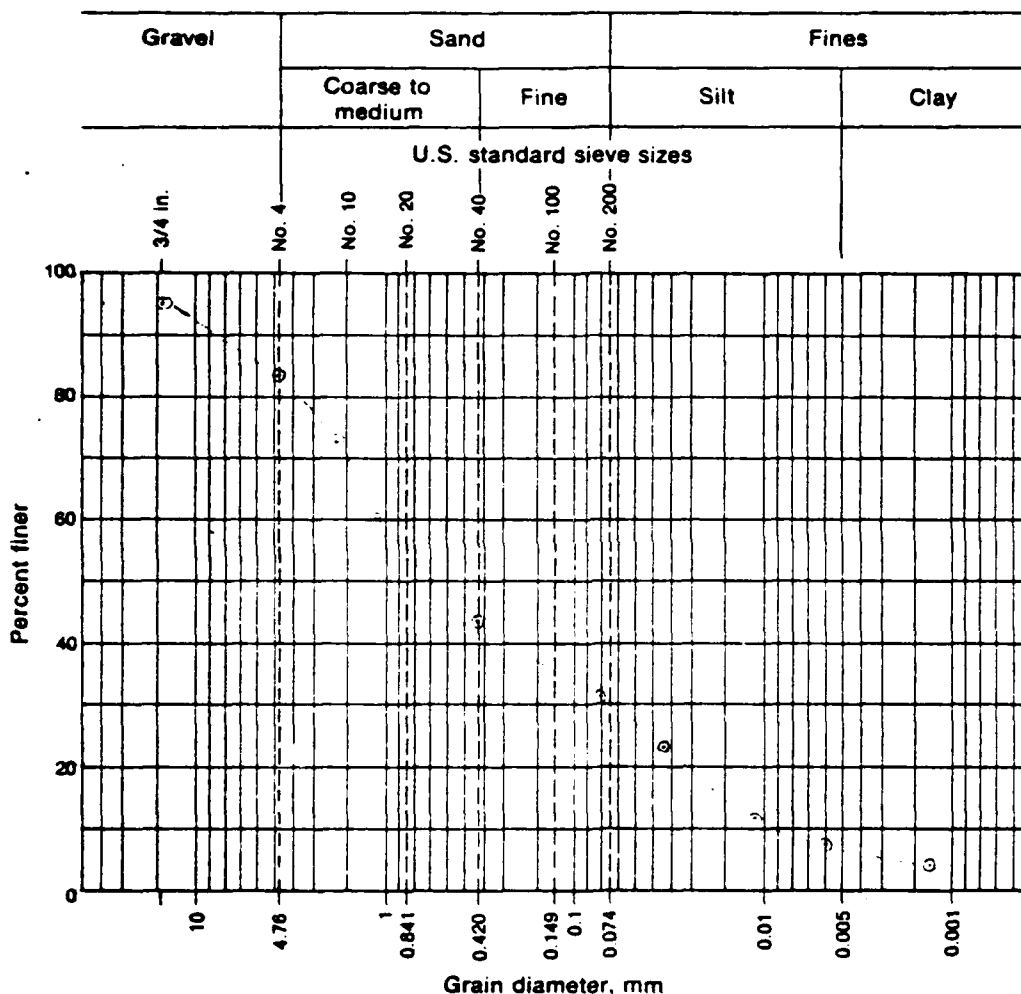 Gravel Sand Fines
Coarse to medium Fine Silt Clay
U.S. standard sieve sizes
3/4 in. No. 4 No. 10 No. 20 No. 40 No. 100 No. 200
100
80
60
40
20
0
Percent finer
10 4.76 1 0.841 0.420 0.149 0.1 0.074 0.01 0.005 0.001
Grain diameter, mm